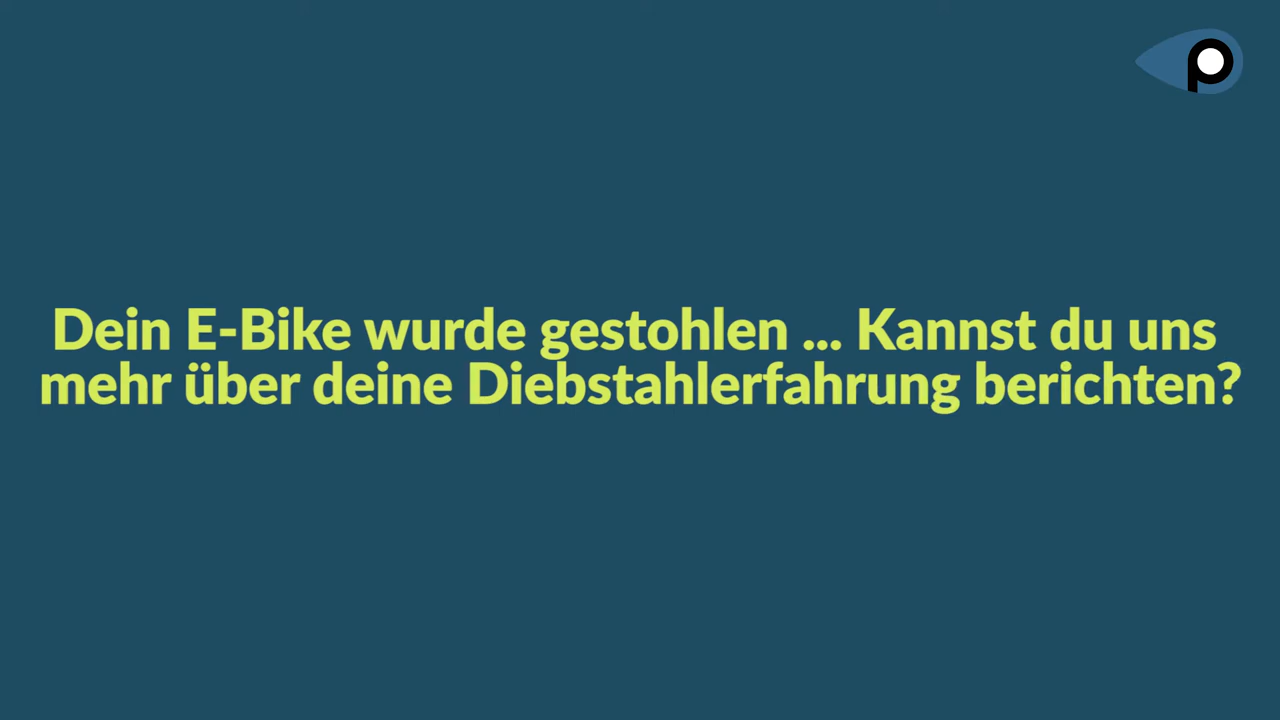 Dein E-Bike wurde gestohlen ... Kannst du uns
mehr über deine Diebstahlerfahrung berichten?